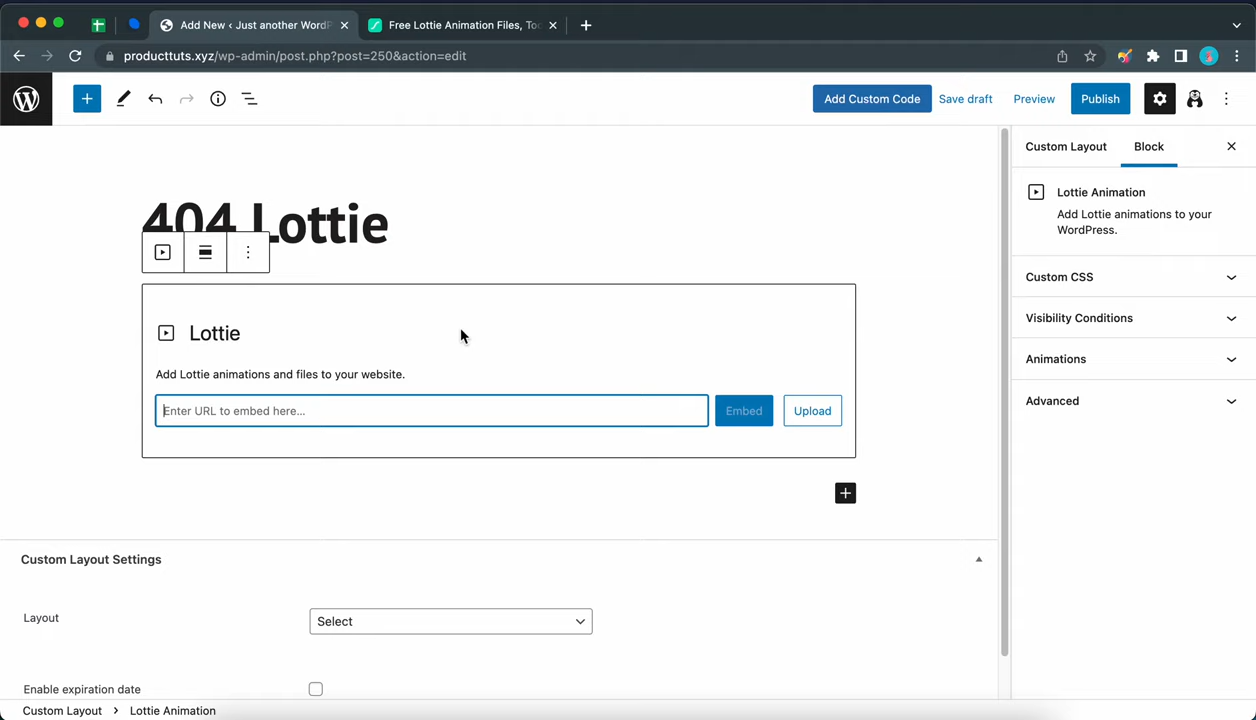 Add New ‹ Just another WordP
Free Lottie Animation Files, Too
producttuts.xyz/wp-admin/post.php?post=250&action=edit
Add Custom Code
Save draft
Preview
Publish
Custom Layout
Block
Lottie Animation
Add Lottie animations to your
WordPress.
404 Lottie
Custom CSS
Visibility Conditions
Animations
Advanced
Lottie
Add Lottie animations and files to your website.
Enter URL to embed here...
Embed
Upload
Custom Layout Settings
Layout
Select
Enable expiration date
Custom Layout
Lottie Animation